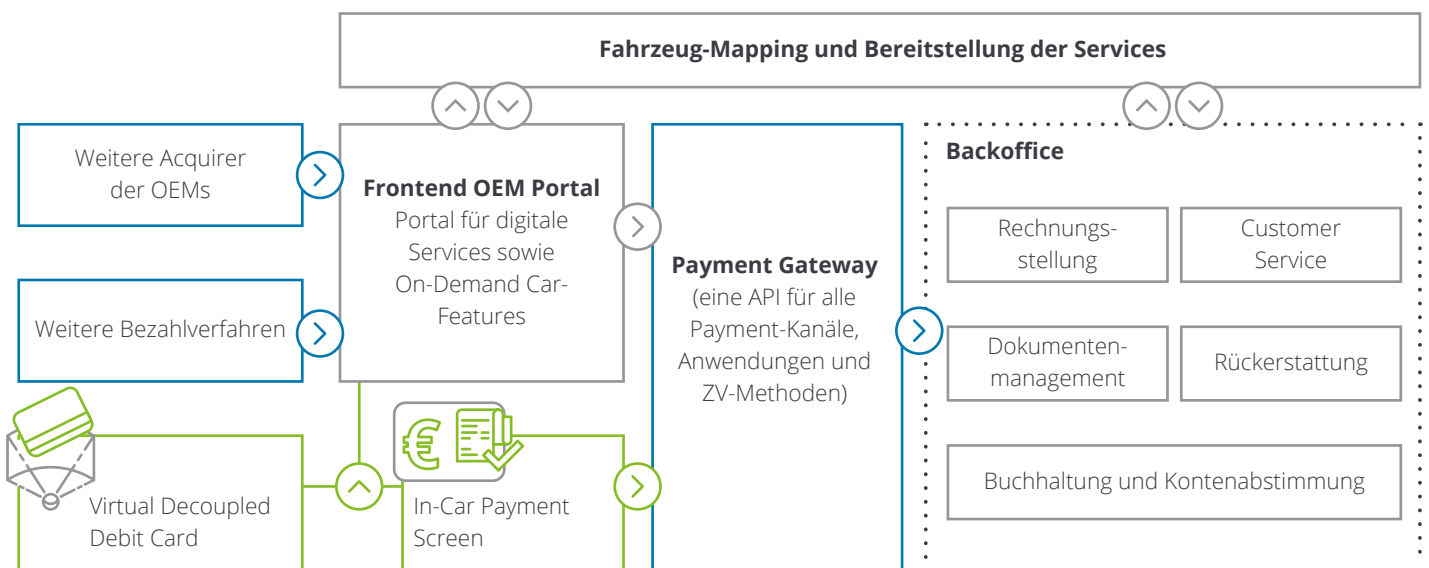 Fahrzeug-Mapping und Bereitstellung der Services
Weitere Acquirer
der OEMs
Weitere Bezahlverfahren
Virtual Decoupled
Debit Card
Frontend OEM Portal
Portal für digitale
Services sowie
On-Demand Car-
Features
€
In-Car Payment
Screen
Payment Gateway
(eine API für alle
Payment-Kanäle,
Anwendungen und
ZV-Methoden)
Backoffice
Rechnungs-
stellung
Customer
Service
Dokumenten-
management
Rückerstattung
Buchhaltung und Kontenabstimmung